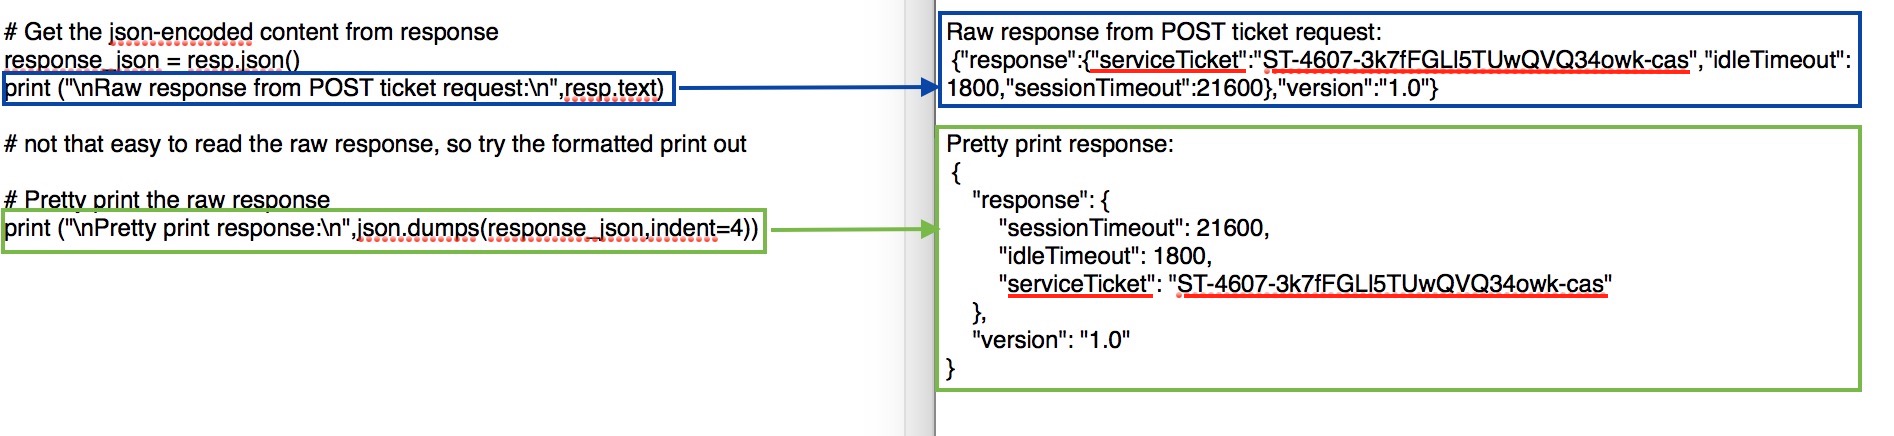 # Get the json-encoded content from response
response_json = resp.json()
print ("\nRaw response from POST ticket request:\n",resp.text)
# not that easy to read the raw response, so try the formatted print out
# Pretty print the raw response
print ("\nPretty print response:\n",json.dumps(response_json,indent=4))
Raw response from POST ticket request:
{"response":{"serviceTicket":"ST-4607-3k7fFGLl5TUwQVQ34owk-cas","idleTimeout":
1800,"sessionTimeout":21600},"version":"1.0"}
Pretty print response:
{
"response": {
"sessionTimeout": 21600,
"idleTimeout": 1800,
"serviceTicket": "ST-4607-3k7fFGLl5TUwQVQ34owk-cas"
},
"version": "1.0"
}